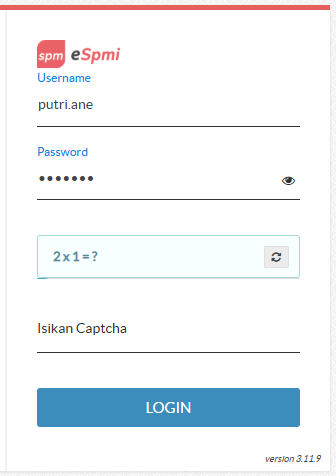 spm eSpmi
Username
putri.ane
Password
•••••••
2 x 1 = ?
Isikan Captcha
LOGIN
version 3.11.9